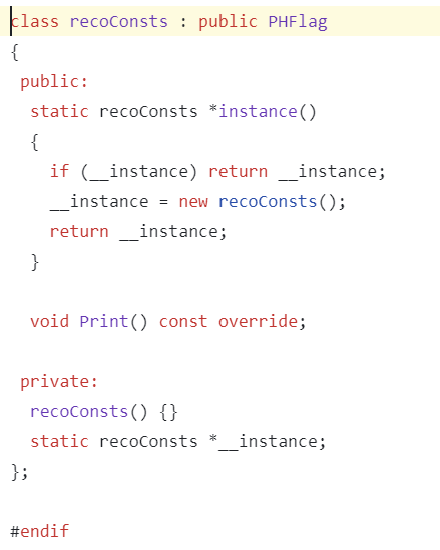 class recoConsts : public PHFlag
{
 public:
  static recoConsts *instance()
  {
    if (__instance) return __instance;
    __instance = new recoConsts();
    return __instance;
  }

  void Print() const override;

 private:
  recoConsts() {}
  static recoConsts *__instance;
};

#endif